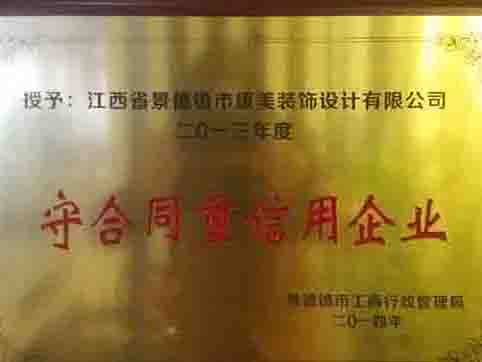 授予：江西省景德镇市康美装饰设计有限公司
二〇一三年度
守合同重信用企业
景德镇市工商行政管理局
二〇一四年